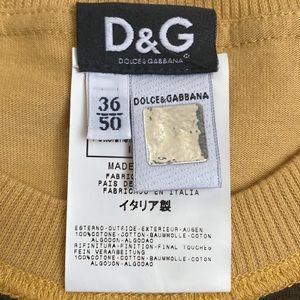 D&G
DOLCE&GABBANA
36
50
DOLCE&GABBANA
MADE
FABRIC
PAIS DE
FABRICADO EN ITALIA
イタリア製
ESTERNO-OUTSIDE-EXTERIEUR-AUßEN
100%COTONE-COTTON-BAUMWOLLE-COTON
ALGODON-ALGODAO
RIFINITURA-FINITION-FINAL TOUCHES
FEIN VERARBEITUNG
100%COTONE-COTTON-BAUMWOLLE-COTON
ALGODON-ALGODAO